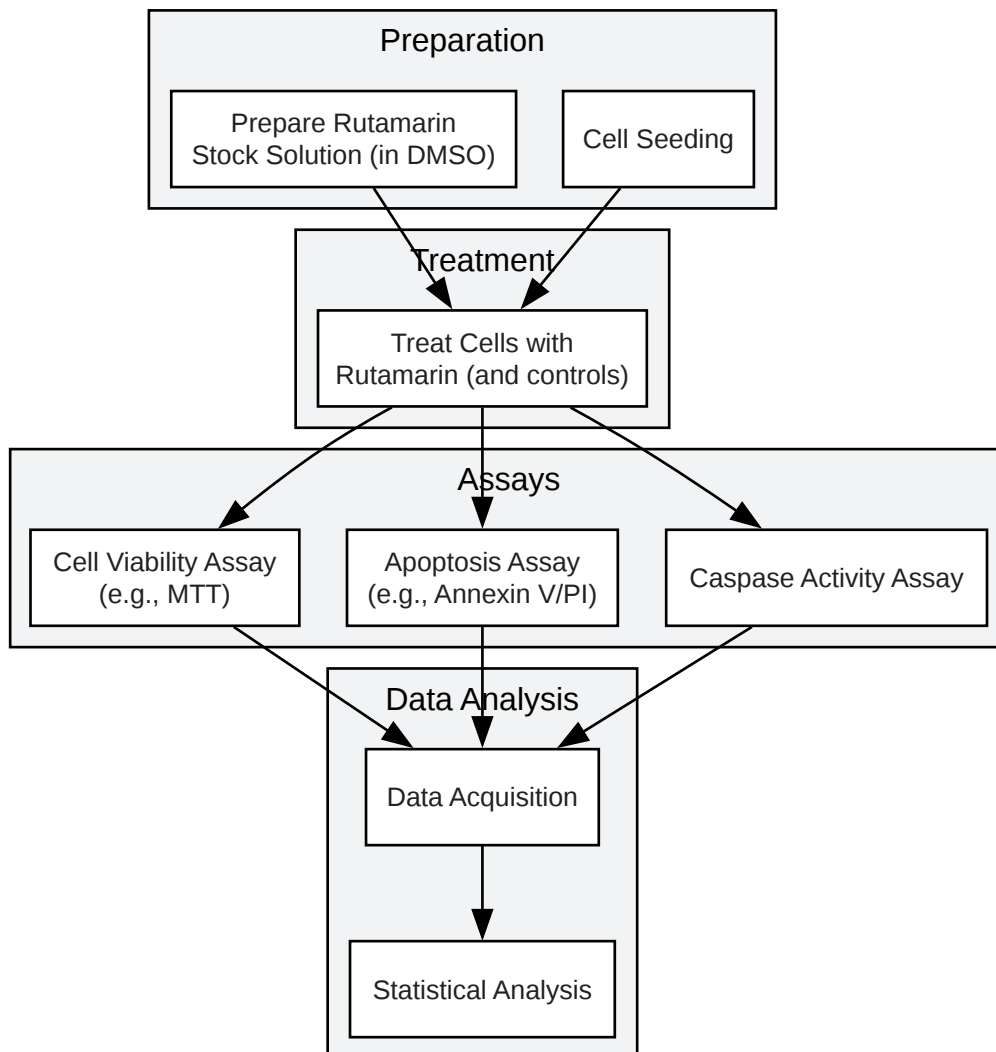 Preparation
Prepare Rutamarin
Stock Solution (in DMSO)
Cell Seeding
Treatment
Treat Cells with
Rutamarin (and controls)
Assays
Cell Viability Assay
(e.g., MTT)
Apoptosis Assay
(e.g., Annexin V/PI)
Caspase Activity Assay
Data Analysis
Data Acquisition
Statistical Analysis